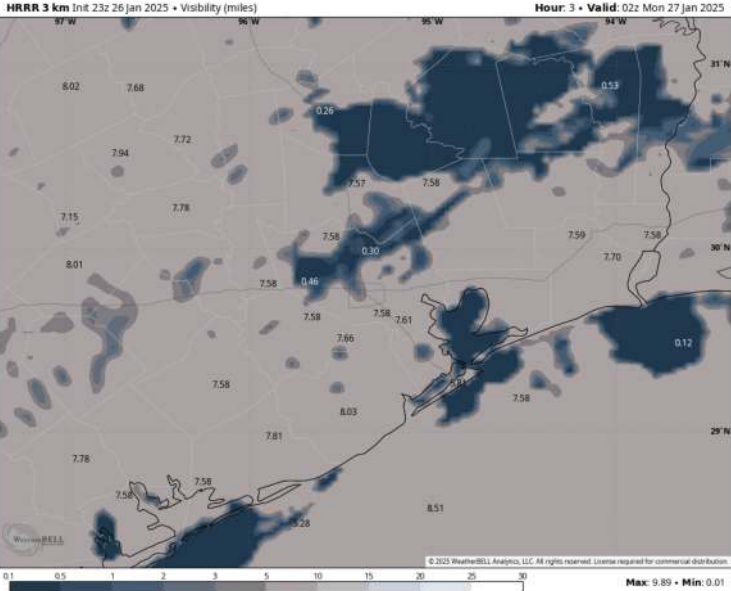 HRRR 3 km Init 23z 26 Jan 2025 • Visibility (miles)
Hour: 3 • Valid: 02z Mon 27 Jan 2025
97°W 96°W 95°W 94°W
31°N
8.02 7.68 0.53
0.26
7.72
7.94
7.57 7.58
7.78
7.15
7.58 7.59 7.58
30°N
0.30
7.70
8.01
7.58 0.46
7.58 7.58 7.61
7.66
0.12
7.58
7.58
8.03
29°N
7.81
7.78
7.58
7.58
8.51
5.28
WeatherBELL
© 2025 WeatherBELL Analytics, LLC. All rights reserved. License required for commercial distribution.
0.1 0.5 1 2 3 5 10 15 20 25 30
Max: 9.89 • Min: 0.01